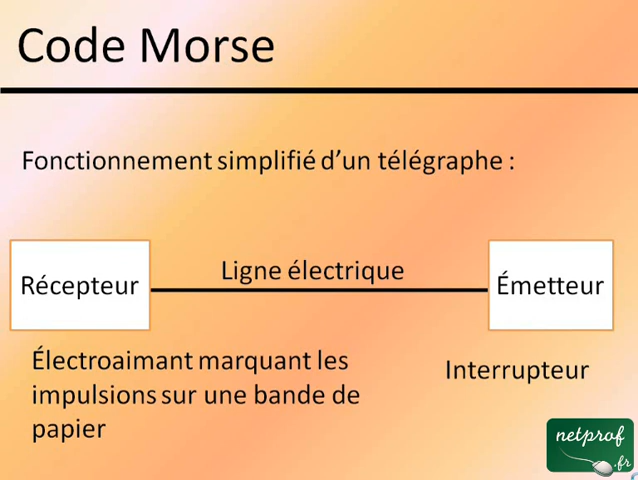 Code Morse
Fonctionnement simplifié d'un télégraphe :
Ligne électrique
Récepteur
Émetteur
Électroaimant marquant les
impulsions sur une bande de
papier
Interrupteur
netprof
.fr